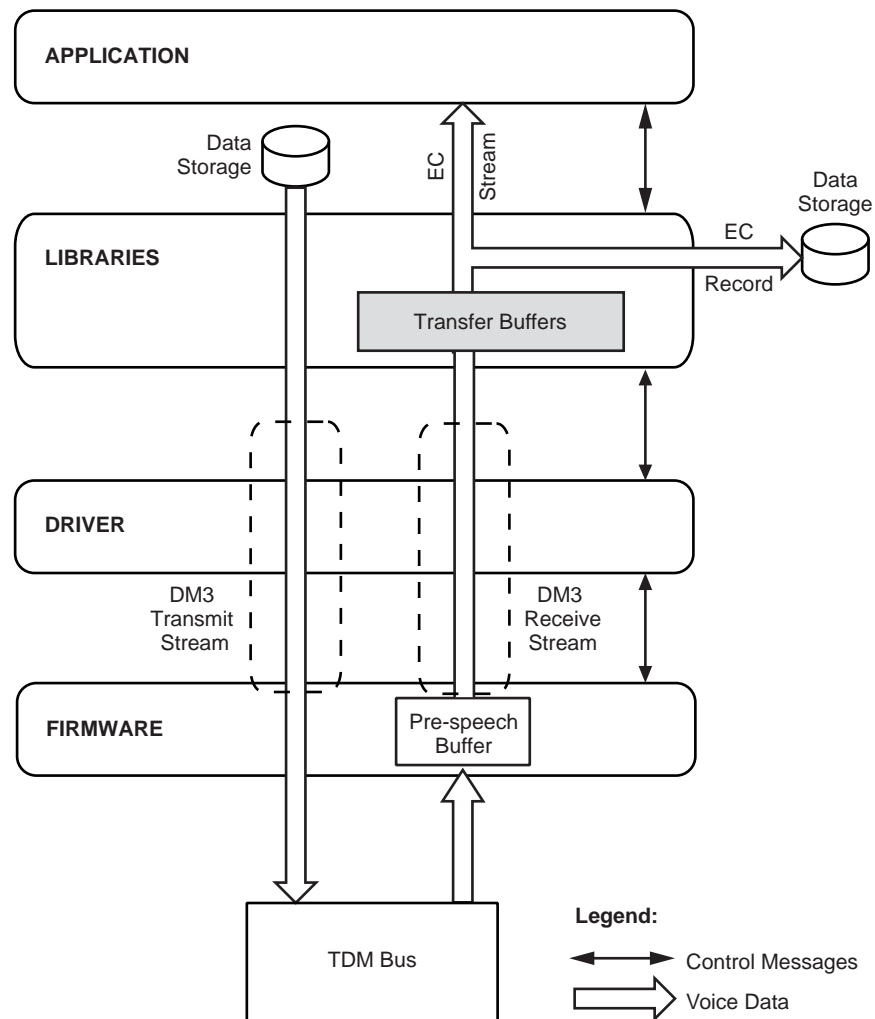 APPLICATION
Data
Storage
EC
Stream
Data
Storage
LIBRARIES
EC
Record
Transfer Buffers
DRIVER
DM3
Transmit
Stream
DM3
Receive
Stream
FIRMWARE
Pre-speech
Buffer
TDM Bus
Legend:
Control Messages
Voice Data